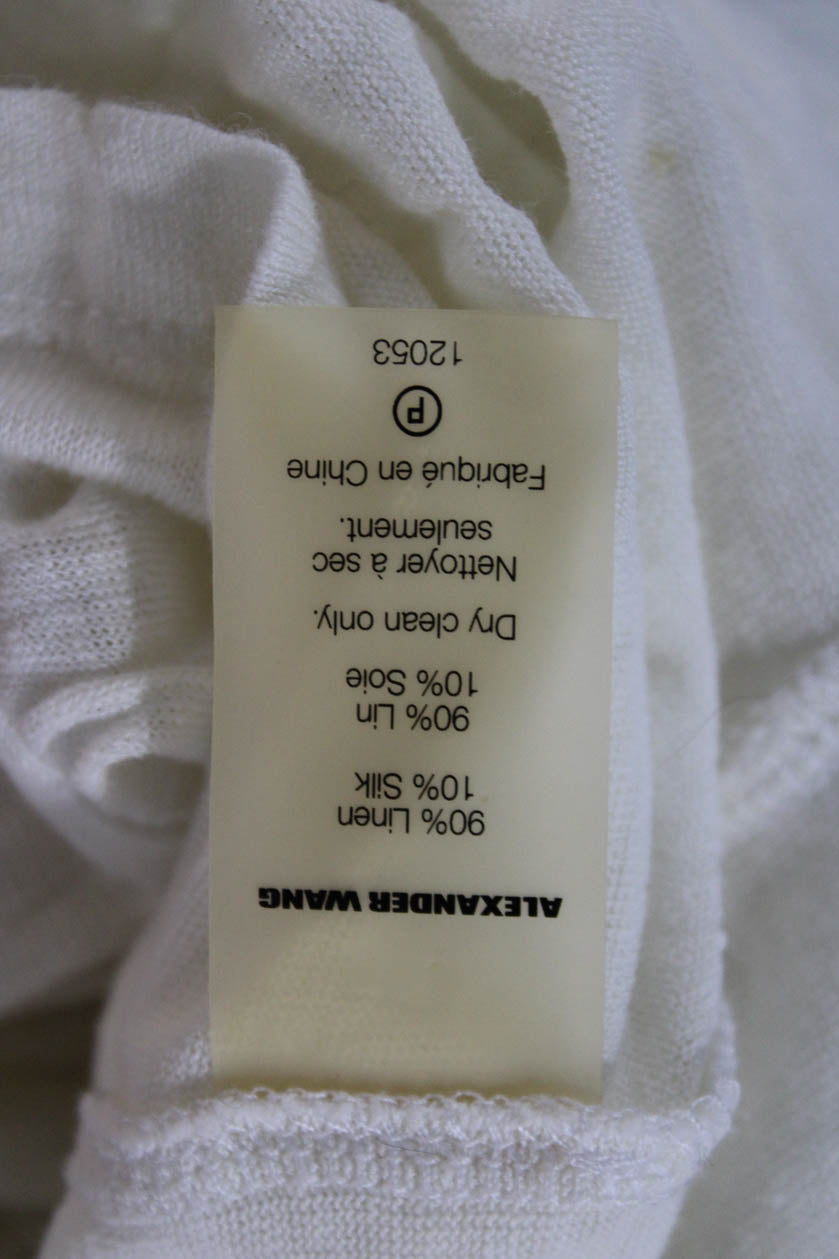 ALEXANDER WANG
90% Linen
10% Silk
90% Lin
10% Soie
Dry clean only.
Nettoyer à sec
seulement.
Fabriqué en Chine
P
12053